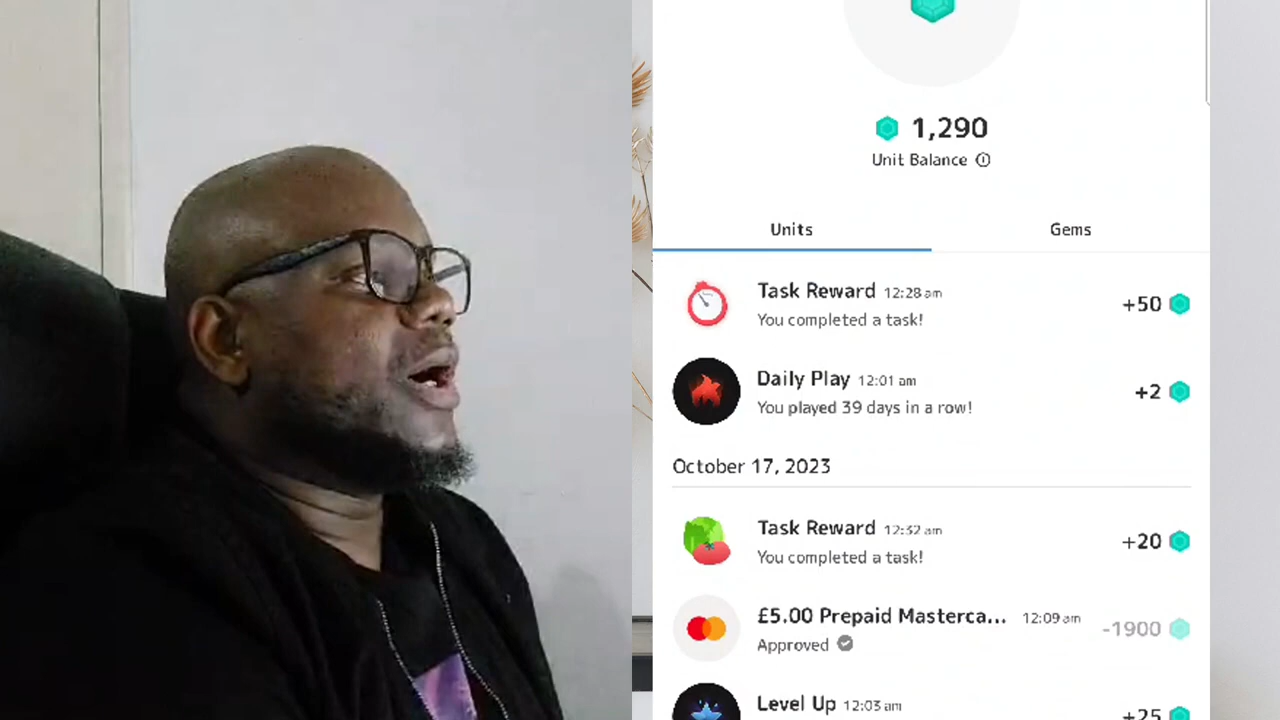 1,290
Unit Balance
Units Gems
Task Reward 12:28 am
+50
You completed a task!
Daily Play 12:01 am
+2
You played 39 days in a row!
October 17, 2023
Task Reward 12:32 am
+20
You completed a task!
£5.00 Prepaid Masterca... 12:09 am
-1900
Approved
Level Up 12:03 am
+25